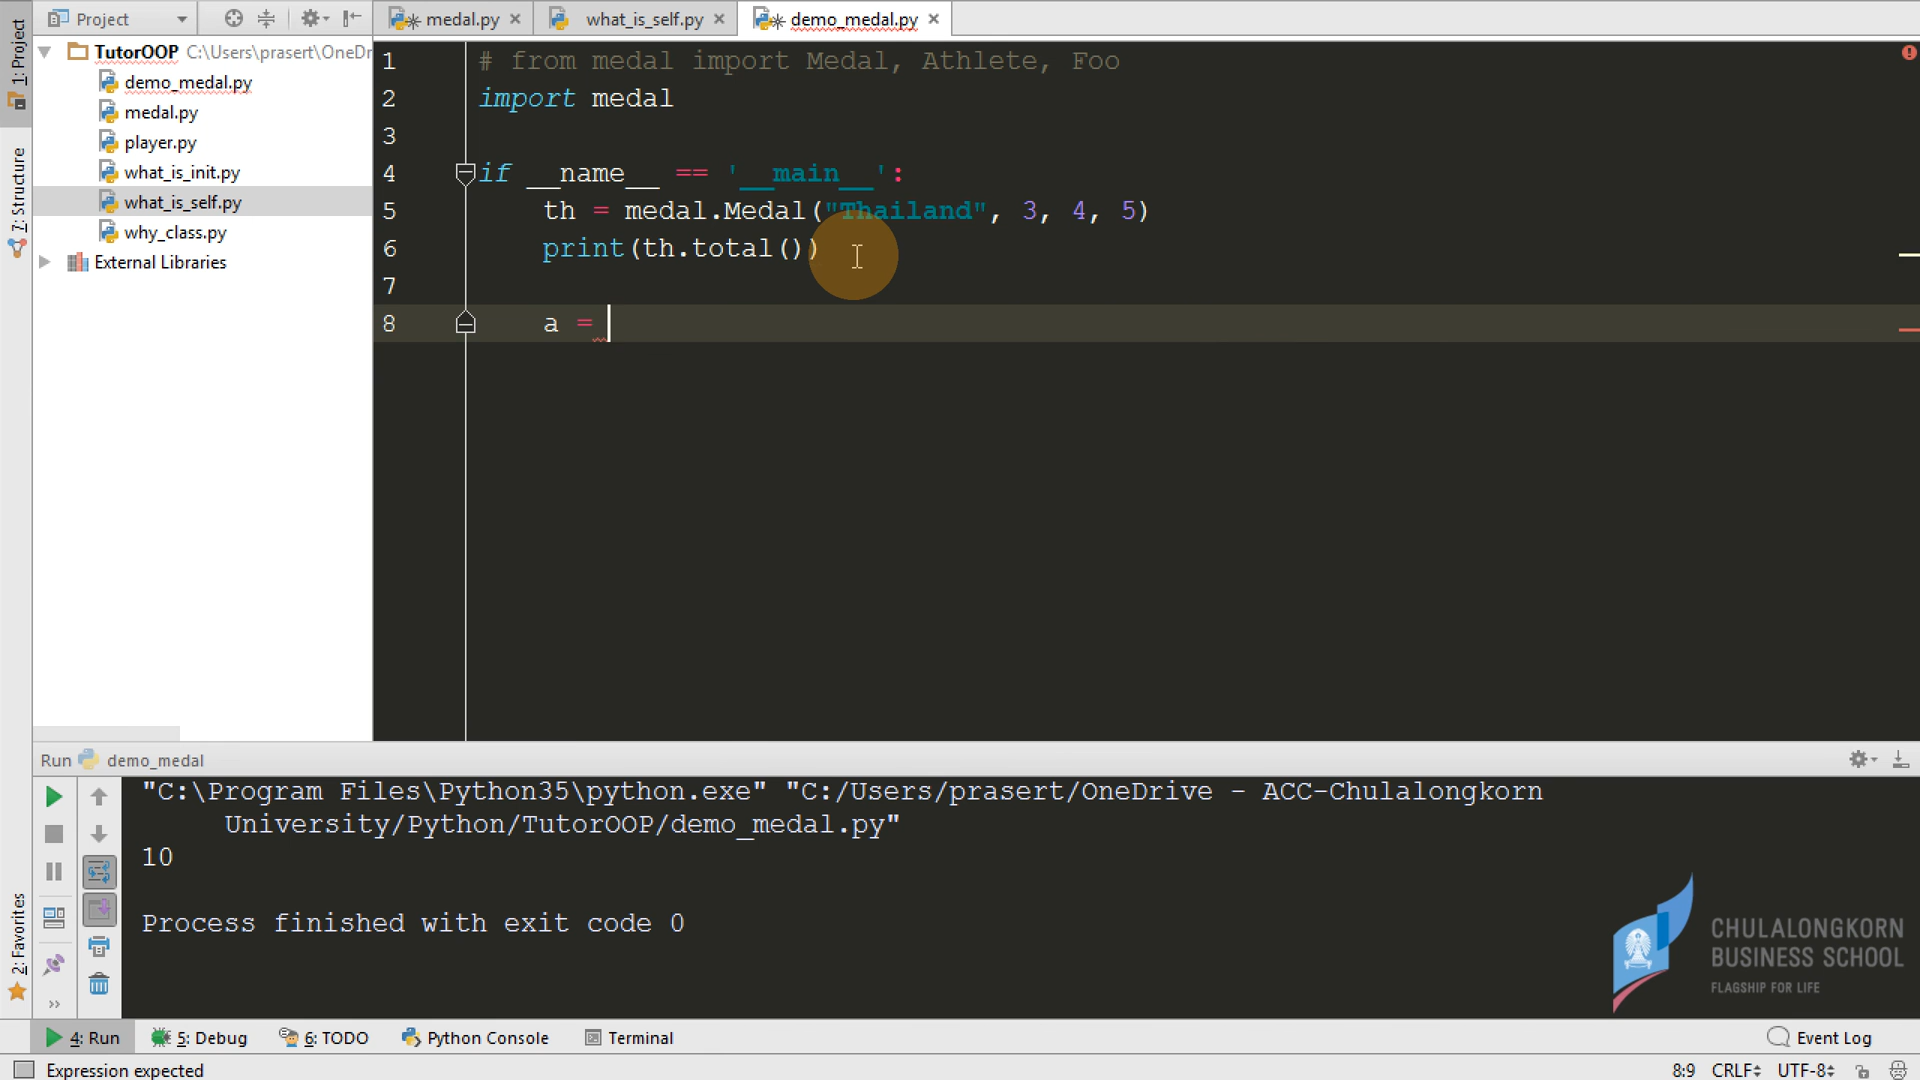 Project
medal.py
what_is_self.py
demo_medal.py
1: Project
TutorOOP C:\Users\prasert\OneDr
demo_medal.py
medal.py
player.py
what_is_init.py
what_is_self.py
why_class.py
External Libraries
7: Structure
2: Favorites
1 # from medal import Medal, Athlete, Foo
2 import medal
3
4 if __name__ == '__main__':
5 th = medal.Medal("Thailand", 3, 4, 5)
6 print(th.total())
7
8 a =
Run demo_medal
"C:\Program Files\Python35\python.exe" "C:/Users/prasert/OneDrive - ACC-Chulalongkorn
University/Python/TutorOOP/demo_medal.py"
10
Process finished with exit code 0
CHULALONGKORN
BUSINESS SCHOOL
FLAGSHIP FOR LIFE
4: Run 5: Debug 6: TODO Python Console Terminal Event Log
Expression expected 8:9 CRLF UTF-8